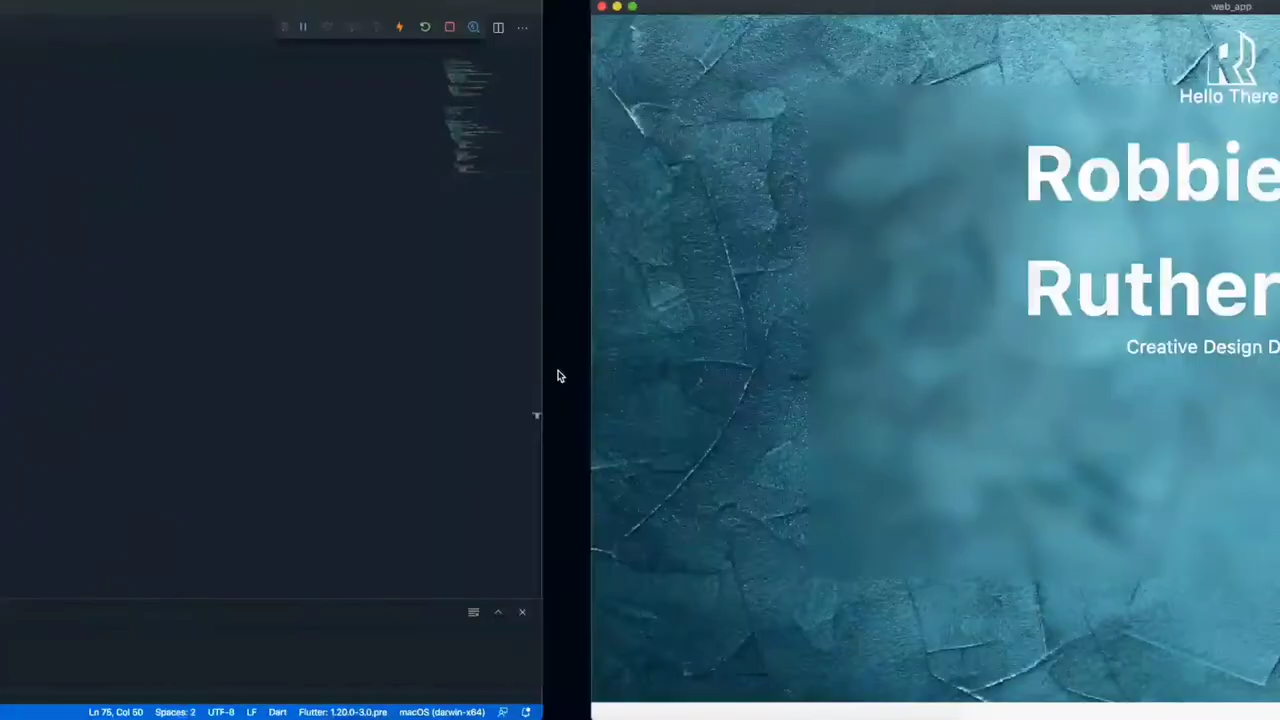 web_app
Hello There
Robbie
Ruther
Creative Design D
Ln 75, Col 50 Spaces: 2 UTF-8 LF Dart Flutter: 1.20.0-3.0.pre macOS (darwin-x64)